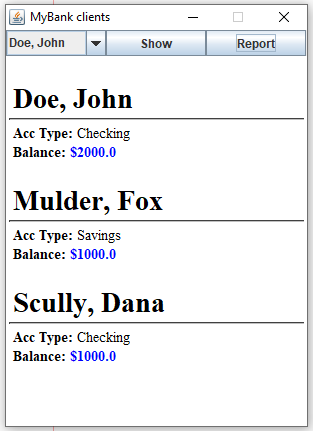 MyBank clients
Doe, John Show Report
Doe, John
Acc Type: Checking
Balance: $2000.0
Mulder, Fox
Acc Type: Savings
Balance: $1000.0
Scully, Dana
Acc Type: Checking
Balance: $1000.0